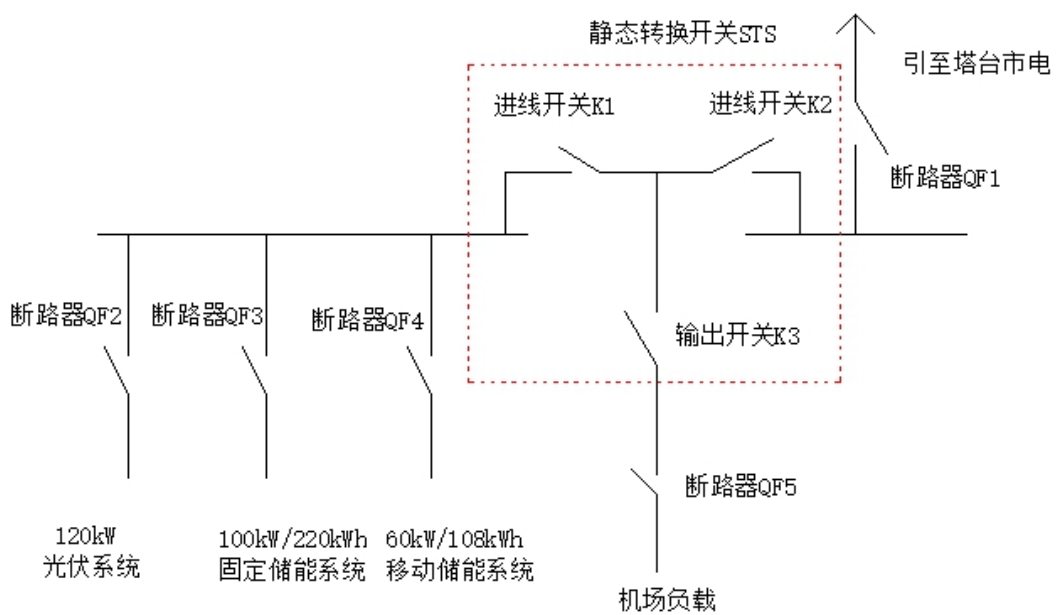 静态转换开关STS
引至塔台市电
进线开关K1
进线开关K2
断路器QF1
断路器QF2
断路器QF3
断路器QF4
输出开关K3
断路器QF5
120kW
光伏系统
100kW/220kWh
固定储能系统
60kW/108kWh
移动储能系统
机场负载